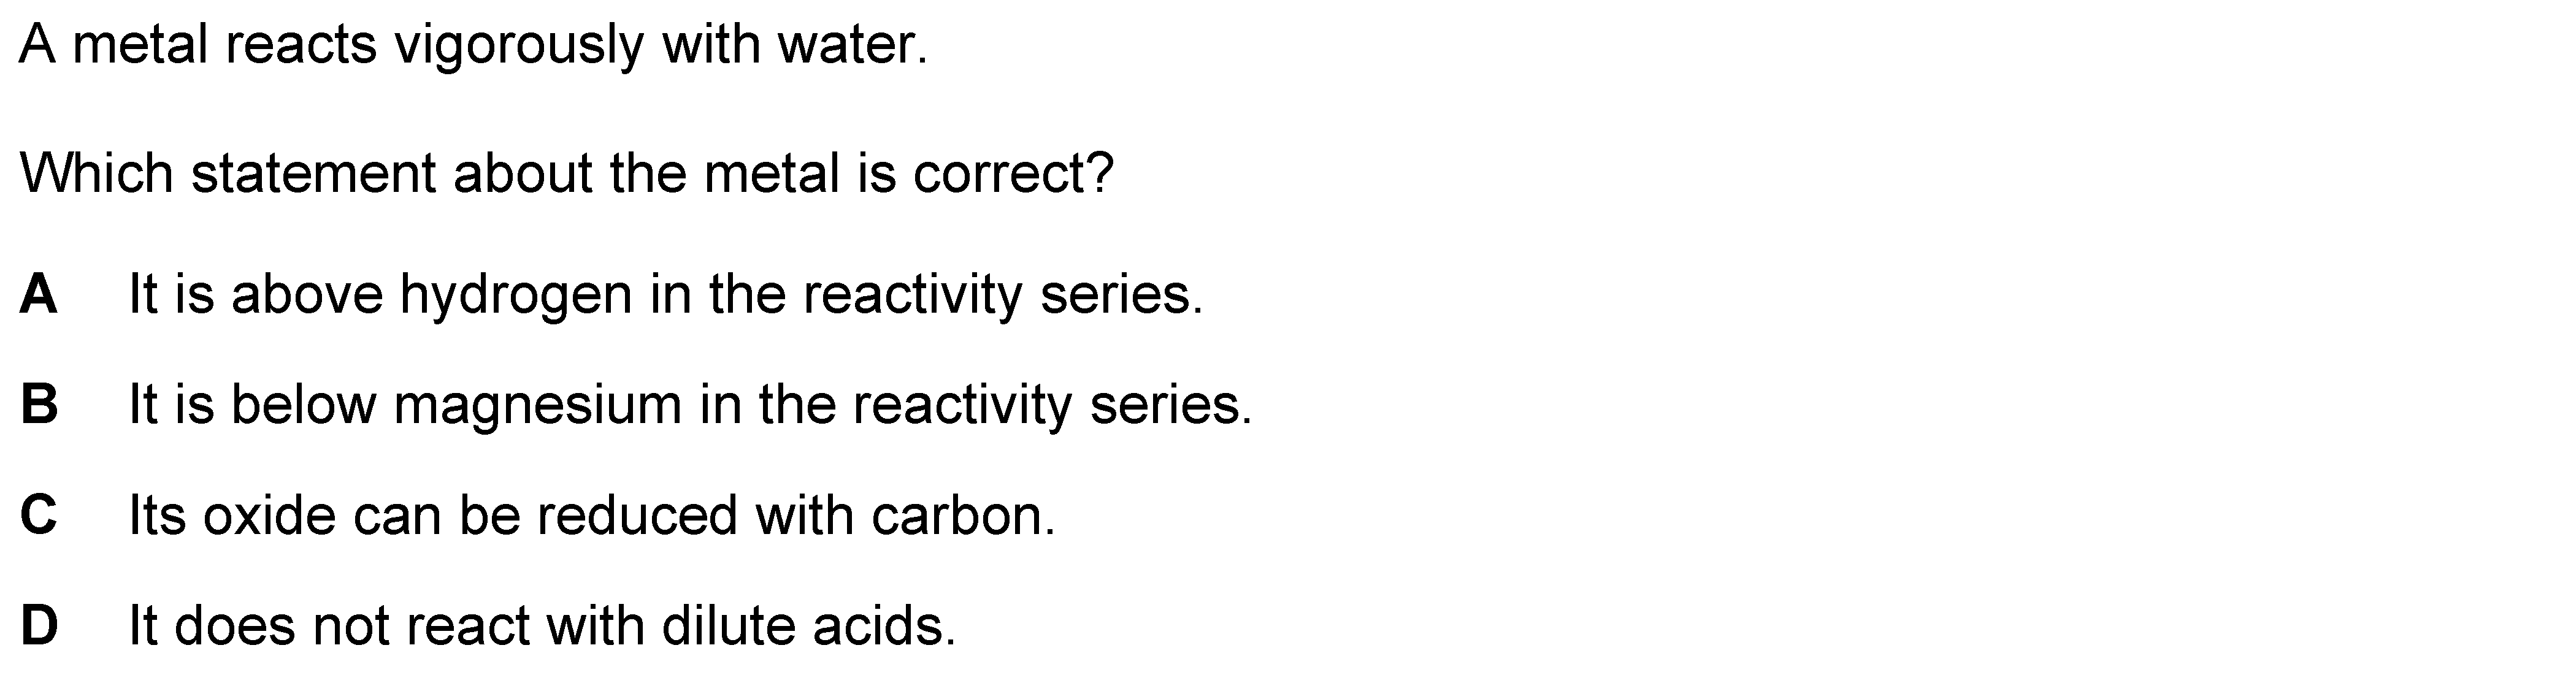 A metal reacts vigorously with water.
Which statement about the metal is correct?
A It is above hydrogen in the reactivity series.
B It is below magnesium in the reactivity series.
C Its oxide can be reduced with carbon.
D It does not react with dilute acids.